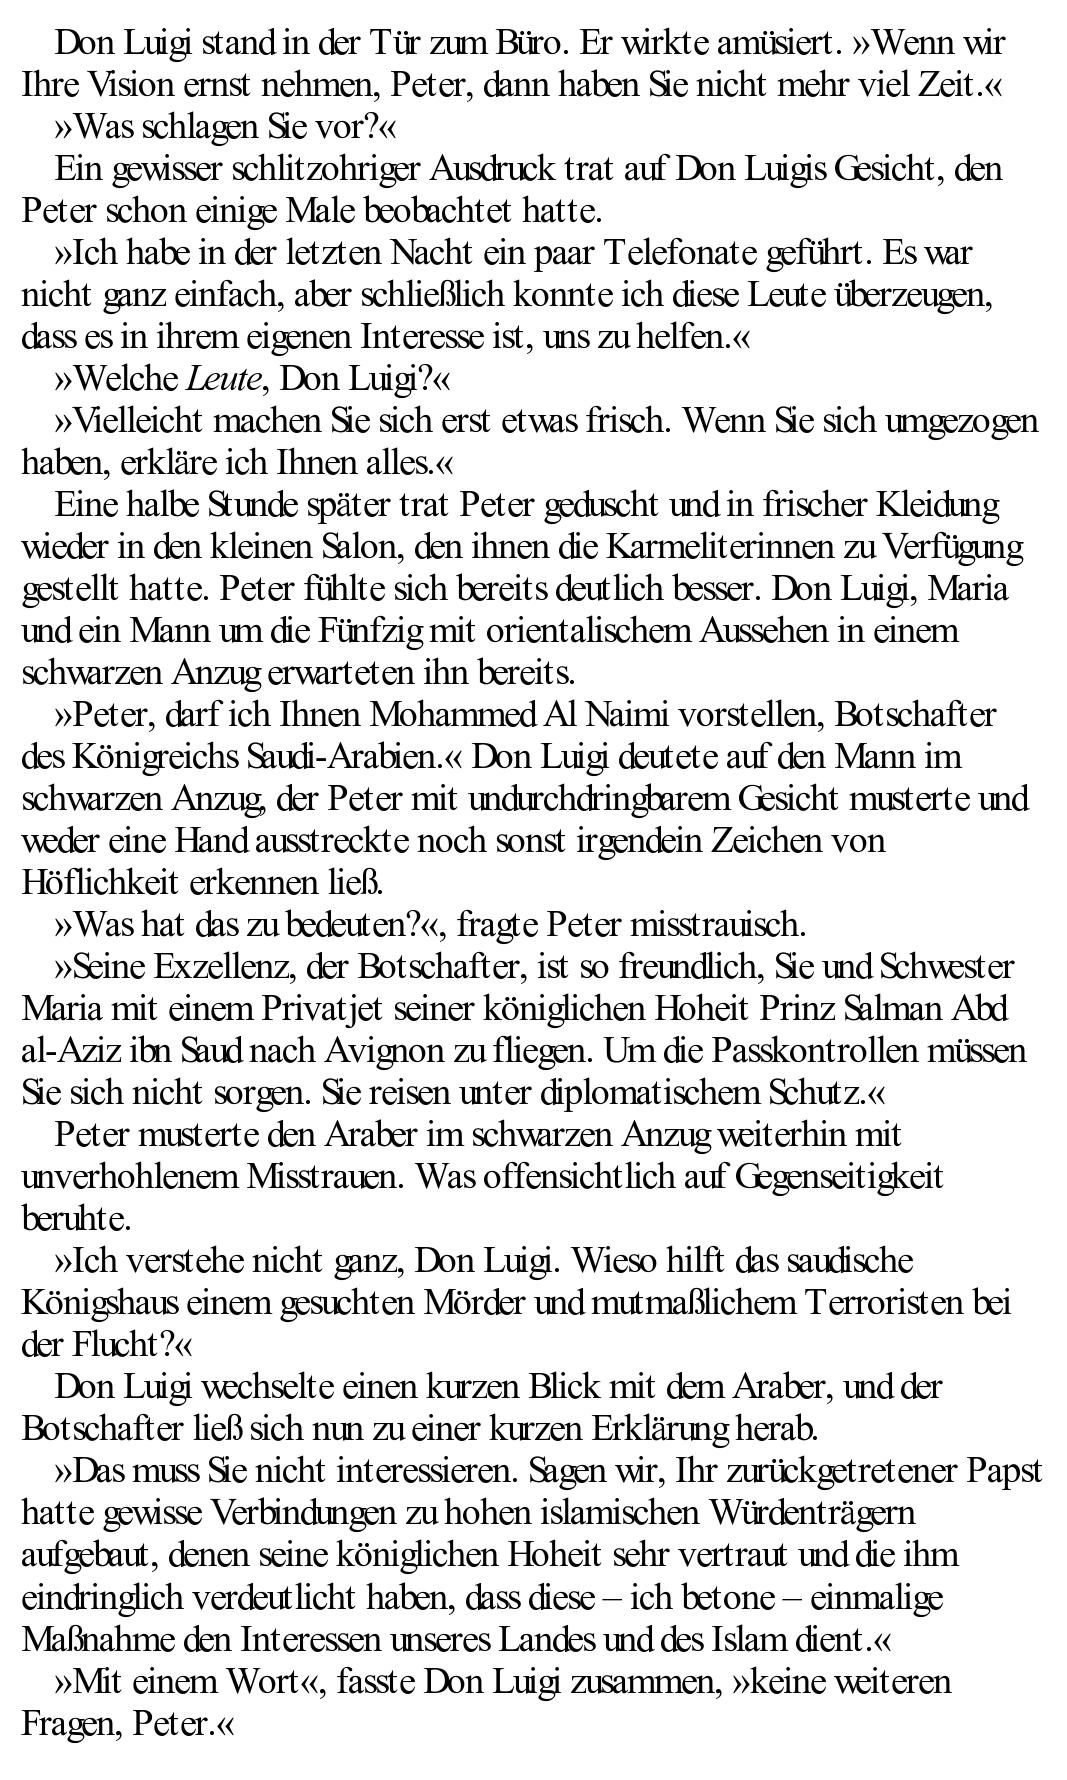 Don Luigi stand in der Tür zum Büro. Er wirkte amüsiert. »Wenn wir
Ihre Vision ernst nehmen, Peter, dann haben Sie nicht mehr viel Zeit.«
»Was schlagen Sie vor?«
Ein gewisser schlitzohriger Ausdruck trat auf Don Luigis Gesicht, den
Peter schon einige Male beobachtet hatte.
»Ich habe in der letzten Nacht ein paar Telefonate geführt. Es war
nicht ganz einfach, aber schließlich konnte ich diese Leute überzeugen,
dass es in ihrem eigenen Interesse ist, uns zu helfen.«
»Welche Leute, Don Luigi?«
»Vielleicht machen Sie sich erst etwas frisch. Wenn Sie sich umgezogen
haben, erkläre ich Ihnen alles.«
Eine halbe Stunde später trat Peter geduscht und in frischer Kleidung
wieder in den kleinen Salon, den ihnen die Karmeliterinnen zu Verfügung
gestellt hatte. Peter fühlte sich bereits deutlich besser. Don Luigi, Maria
und ein Mann um die Fünfzig mit orientalischem Aussehen in einem
schwarzen Anzug erwarteten ihn bereits.
»Peter, darf ich Ihnen Mohammed Al Naimi vorstellen, Botschafter
des Königreichs Saudi-Arabien.« Don Luigi deutete auf den Mann im
schwarzen Anzug, der Peter mit undurchdringbarem Gesicht musterte und
weder eine Hand ausstreckte noch sonst irgendein Zeichen von
Höflichkeit erkennen ließ.
»Was hat das zu bedeuten?«, fragte Peter misstrauisch.
»Seine Exzellenz, der Botschafter, ist so freundlich, Sie und Schwester
Maria mit einem Privatjet seiner königlichen Hoheit Prinz Salman Abd
al-Aziz ibn Saud nach Avignon zu fliegen. Um die Passkontrollen müssen
Sie sich nicht sorgen. Sie reisen unter diplomatischem Schutz.«
Peter musterte den Araber im schwarzen Anzug weiterhin mit
unverhohlenem Misstrauen. Was offensichtlich auf Gegenseitigkeit
beruhte.
»Ich verstehe nicht ganz, Don Luigi. Wieso hilft das saudische
Königshaus einem gesuchten Mörder und mutmaßlichem Terroristen bei
der Flucht?«
Don Luigi wechselte einen kurzen Blick mit dem Araber, und der
Botschafter ließ sich nun zu einer kurzen Erklärung herab.
»Das muss Sie nicht interessieren. Sagen wir, Ihr zurückgetretener Papst
hatte gewisse Verbindungen zu hohen islamischen Würdenträgern
aufgebaut, denen seine königlichen Hoheit sehr vertraut und die ihm
eindringlich verdeutlicht haben, dass diese – ich betone – einmalige
Maßnahme den Interessen unseres Landes und des Islam dient.«
»Mit einem Wort«, fasste Don Luigi zusammen, »keine weiteren
Fragen, Peter.«